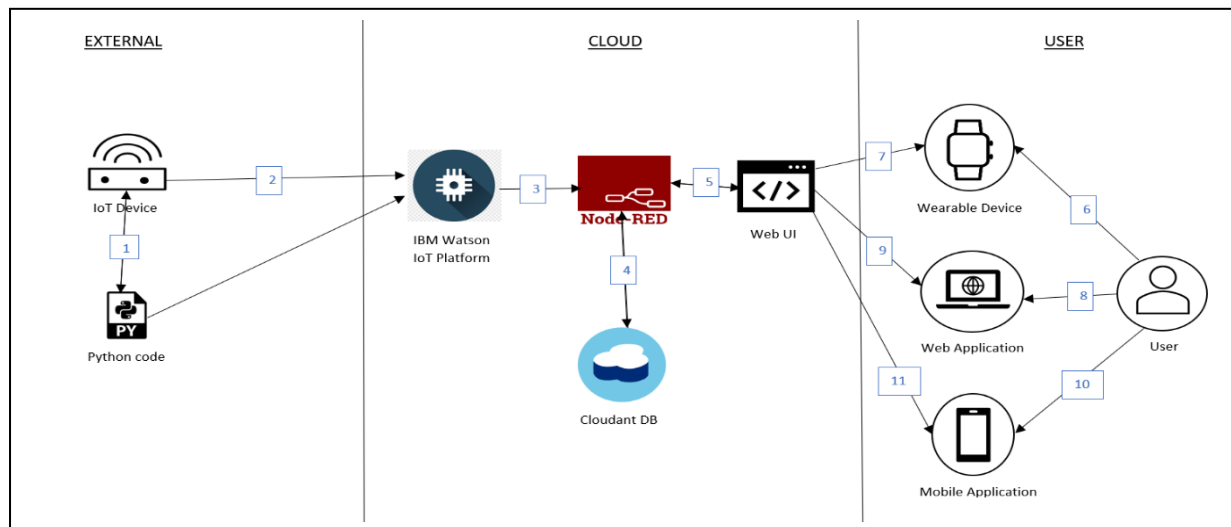 EXTERNAL
CLOUD
USER
IoT Device
1
PY
Python code
2
IBM Watson
IoT Platform
3
Node-RED
4
Cloudant DB
5
</>
Web UI
7
9
11
Wearable Device
6
Web Application
8
User
10
Mobile Application